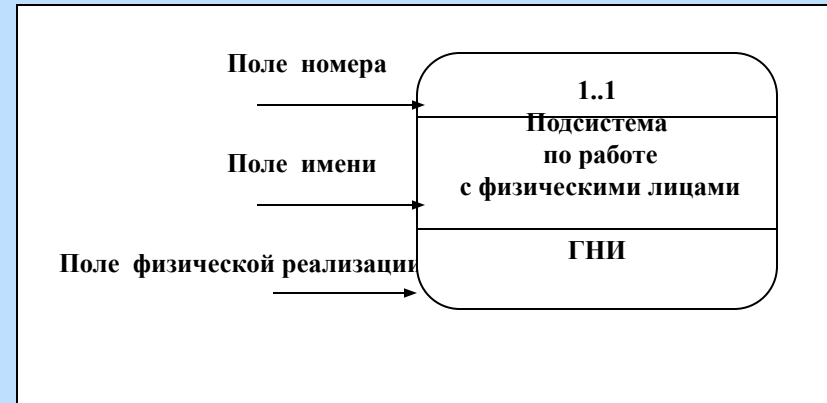 Поле номера
1..1
Подсистема
по работе
Поле имени
с физическими лицами
ГНИ
Поле физической реализации